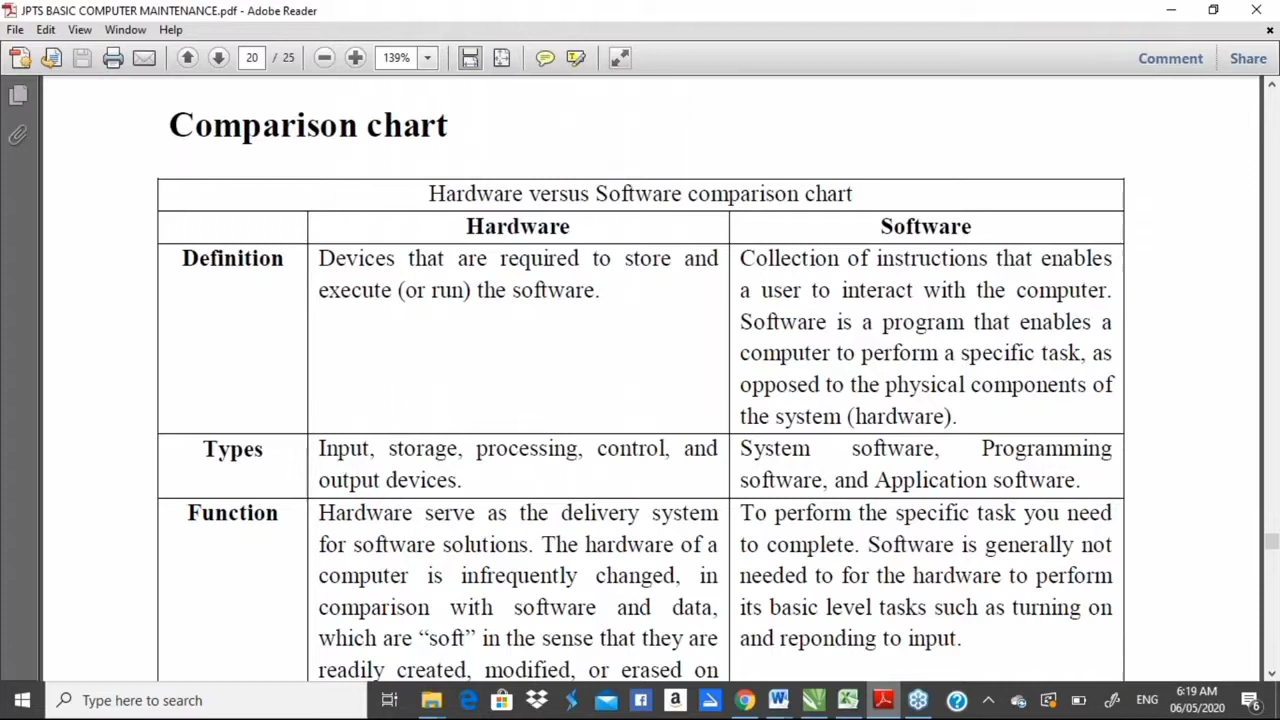 JPTS BASIC COMPUTER MAINTENANCE.pdf - Adobe Reader
File Edit View Window Help
20 / 25 139% Comment Share
Comparison chart
Hardware versus Software comparison chart
Hardware Software
Definition
Devices that are required to store and
execute (or run) the software.
Collection of instructions that enables
a user to interact with the computer.
Software is a program that enables a
computer to perform a specific task, as
opposed to the physical components of
the system (hardware).
Types
Input, storage, processing, control, and
output devices.
System software, Programming
software, and Application software.
Function
Hardware serve as the delivery system
for software solutions. The hardware of a
computer is infrequently changed, in
comparison with software and data,
which are “soft” in the sense that they are
readily created, modified, or erased on
To perform the specific task you need
to complete. Software is generally not
needed to for the hardware to perform
its basic level tasks such as turning on
and reponding to input.
Type here to search
ENG
6:19 AM
06/05/2020
6